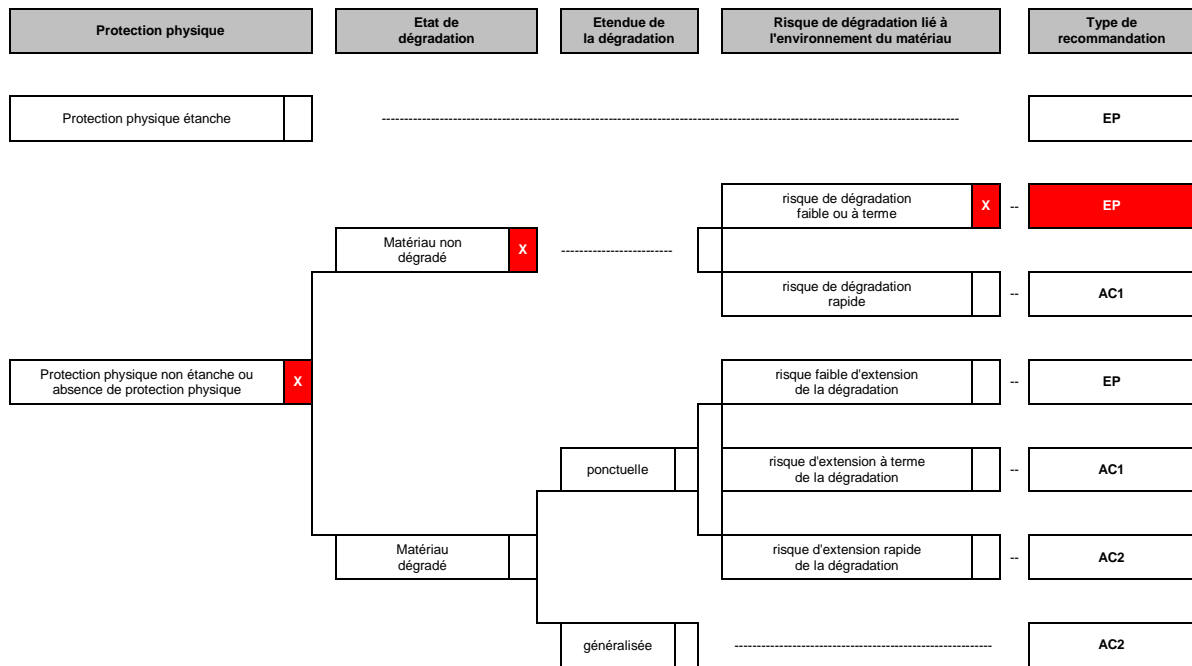 Protection physique
Etat de
dégradation
Etendue de
la dégradation
Risque de dégradation lié à
l'environnement du matériau
Type de
recommandation
Protection physique étanche
EP
risque de dégradation
faible ou à terme
X
--
EP
Matériau non
dégradé
X
risque de dégradation
rapide
--
AC1
Protection physique non étanche ou
absence de protection physique
X
risque faible d'extension
de la dégradation
--
EP
ponctuelle
risque d'extension à terme
de la dégradation
--
AC1
Matériau
dégradé
risque d'extension rapide
de la dégradation
--
AC2
généralisée
AC2